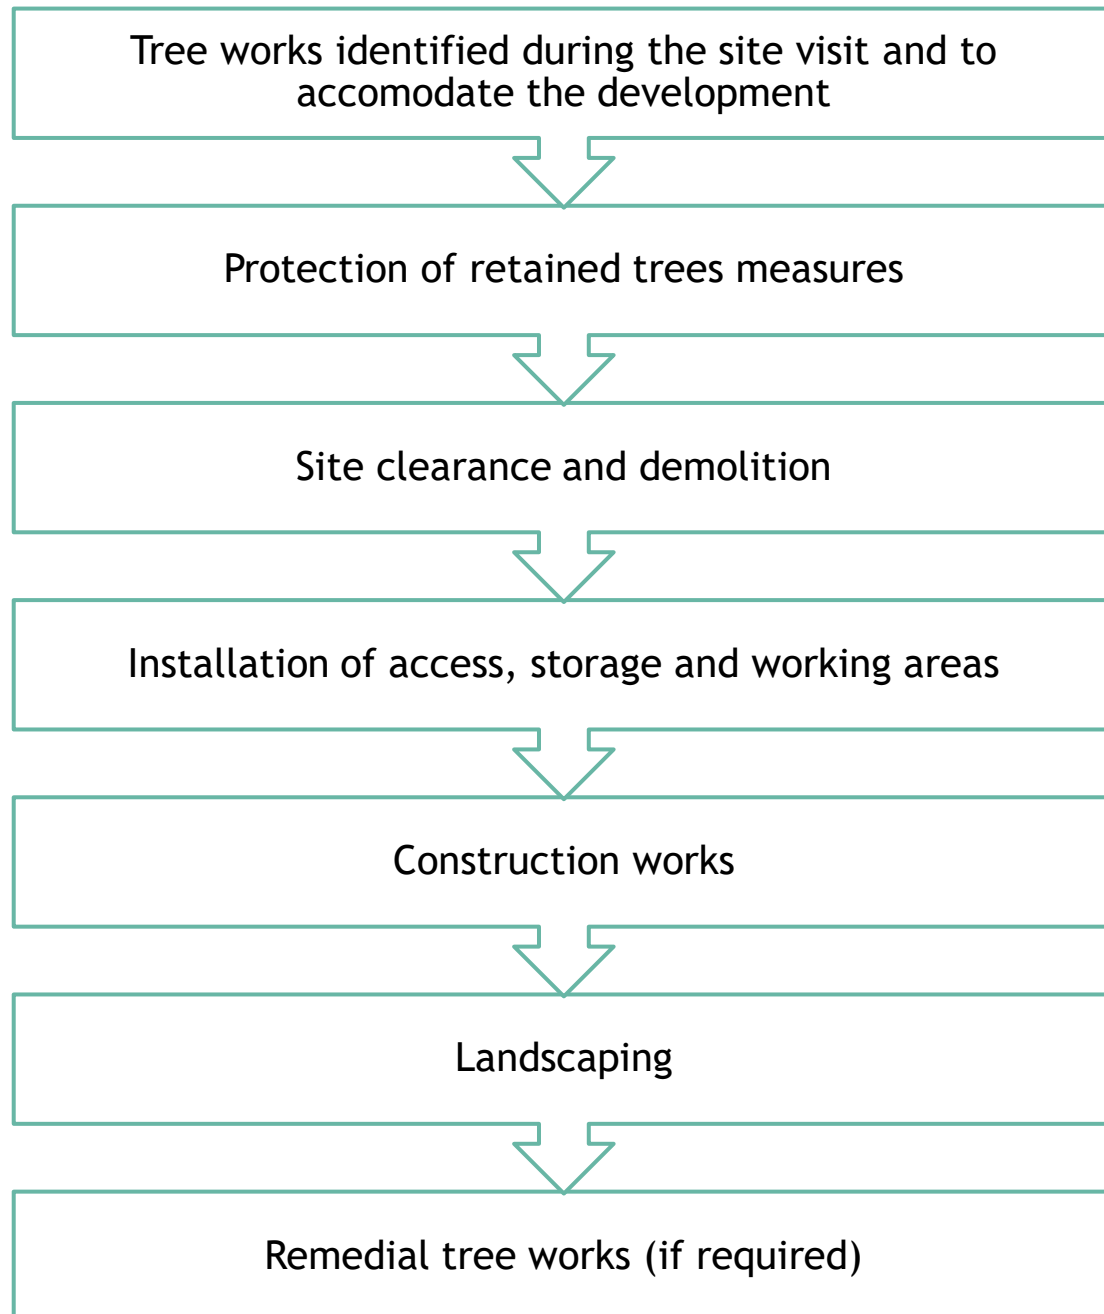 Tree works identified during the site visit and to
accomodate the development
Protection of retained trees measures
Site clearance and demolition
Installation of access, storage and working areas
Construction works
Landscaping
Remedial tree works (if required)